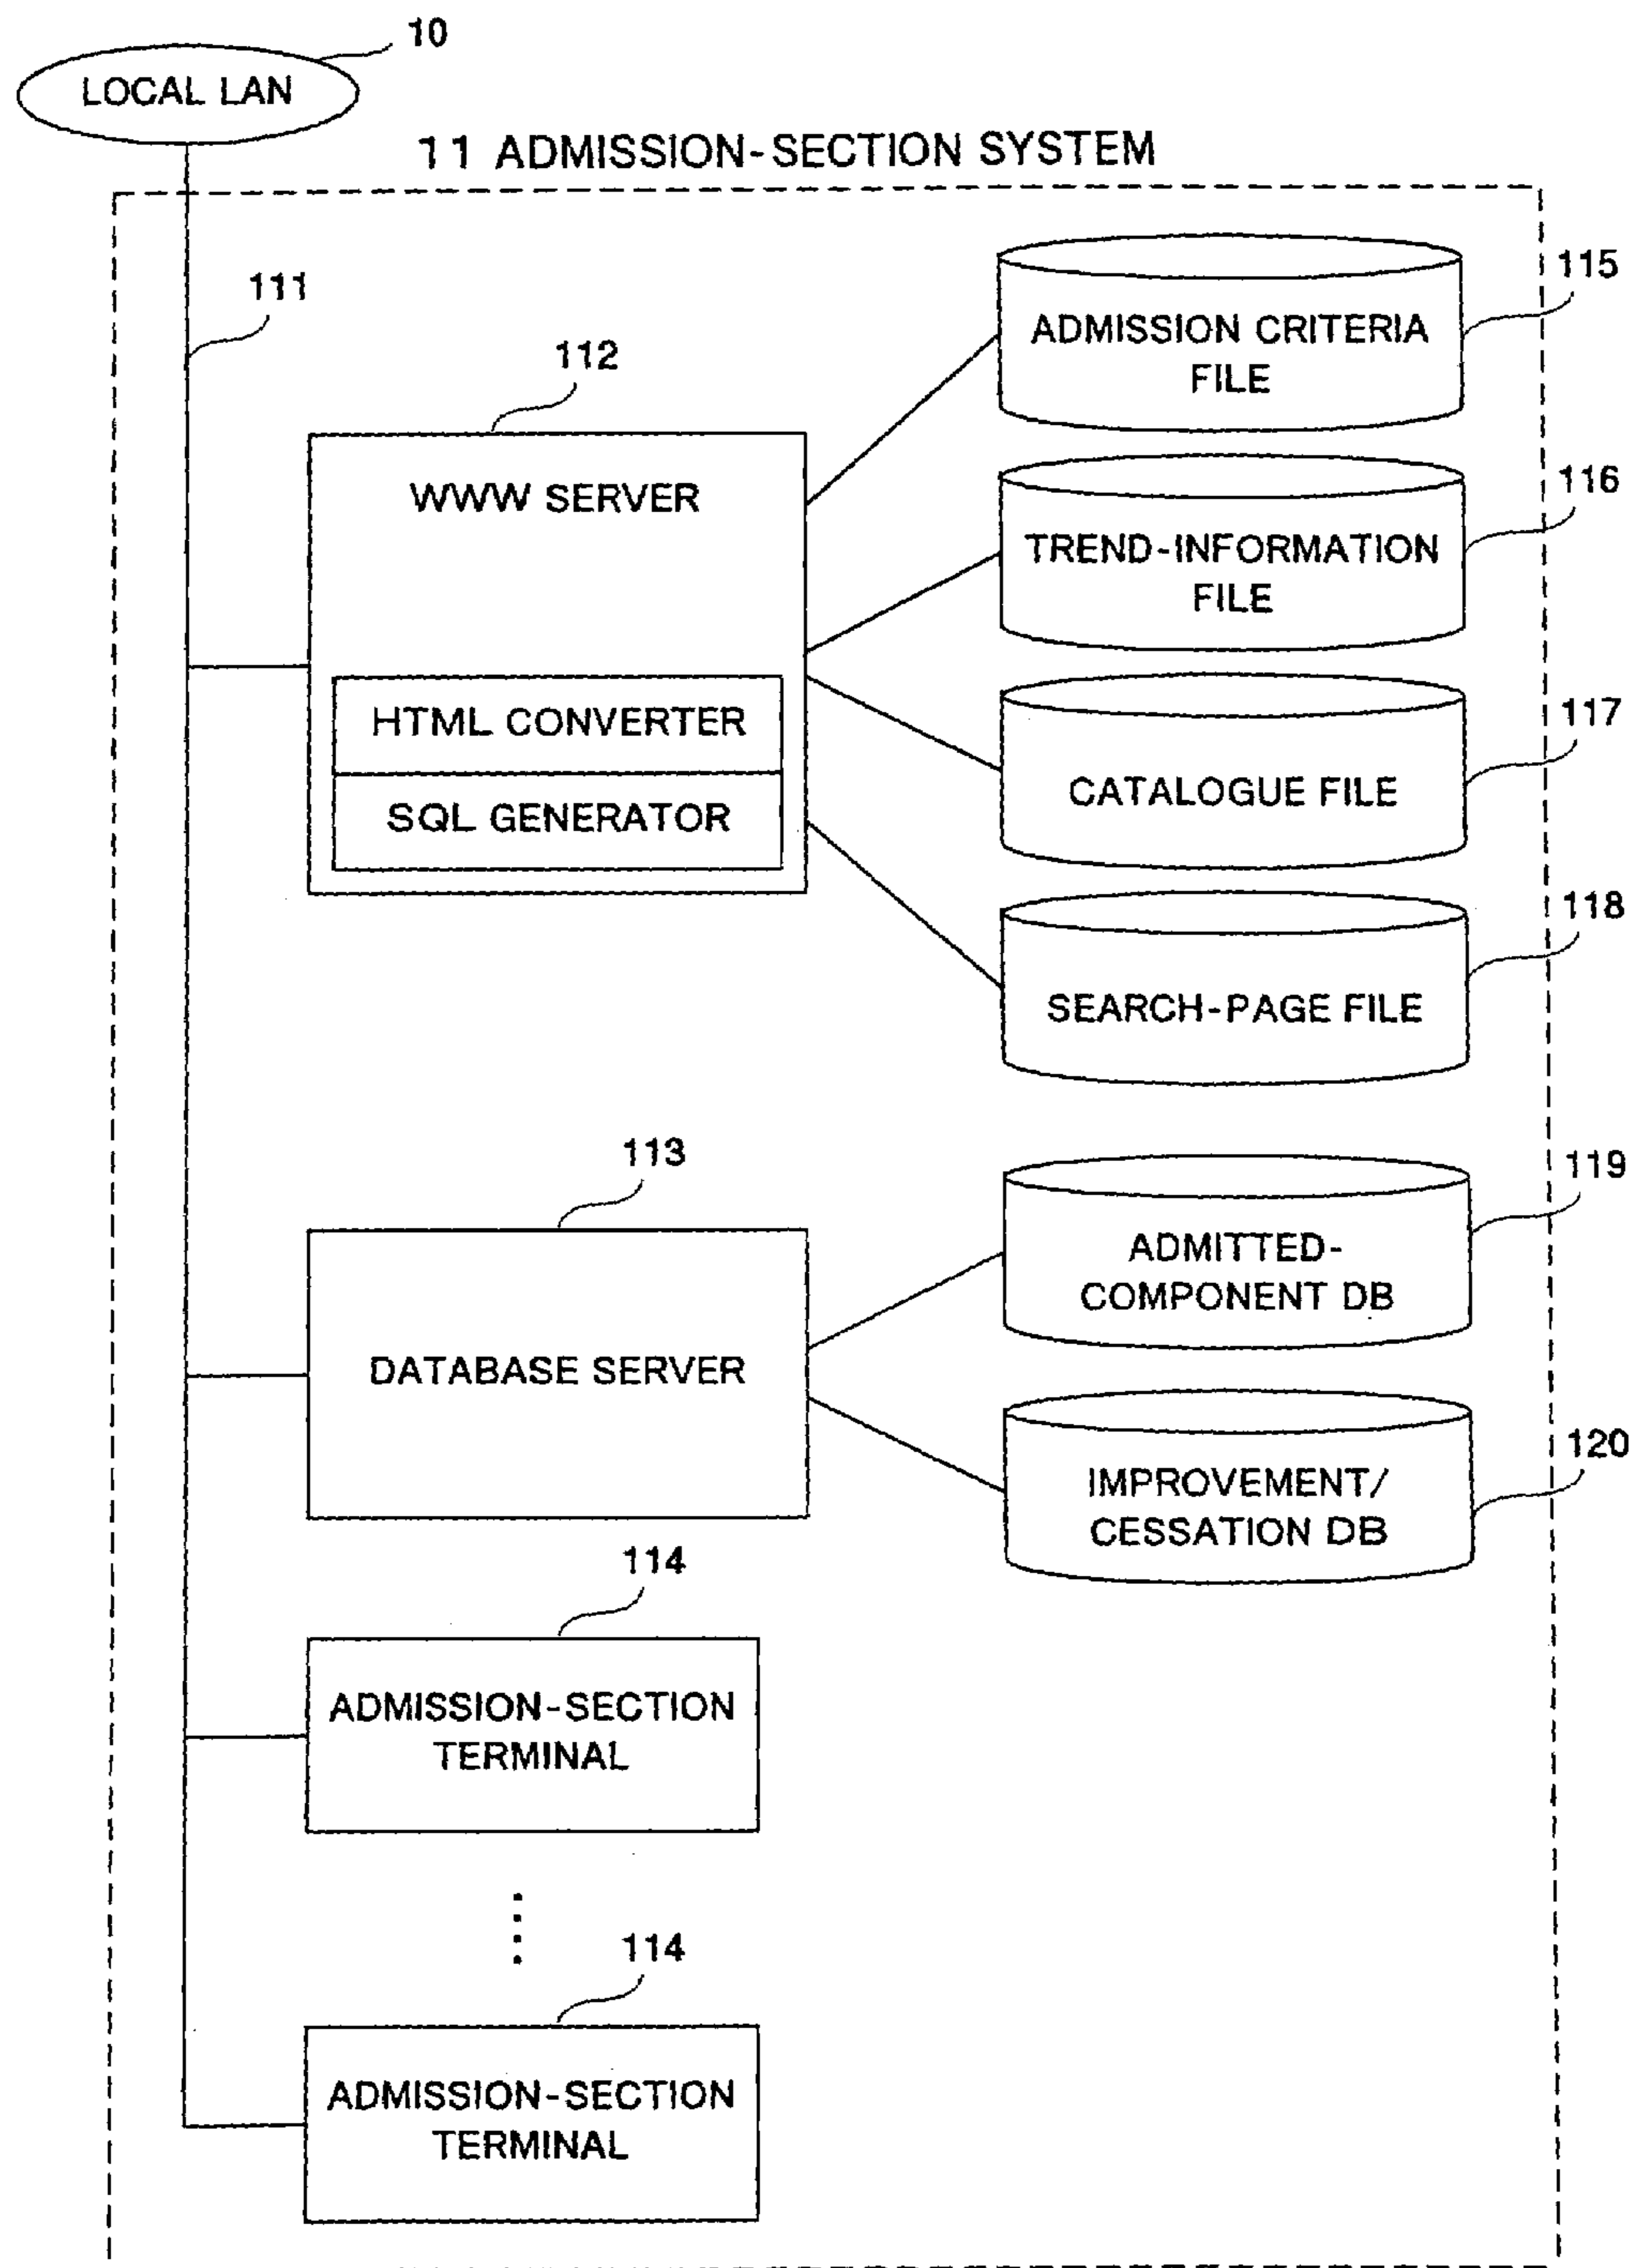 10
LOCAL LAN
11 ADMISSION-SECTION SYSTEM
111
112
WWW SERVER
HTML CONVERTER
SQL GENERATOR
115
ADMISSION CRITERIA
FILE
116
TREND-INFORMATION
FILE
117
CATALOGUE FILE
118
SEARCH-PAGE FILE
113
DATABASE SERVER
119
ADMITTED-
COMPONENT DB
120
IMPROVEMENT/
CESSATION DB
114
ADMISSION-SECTION
TERMINAL
114
ADMISSION-SECTION
TERMINAL